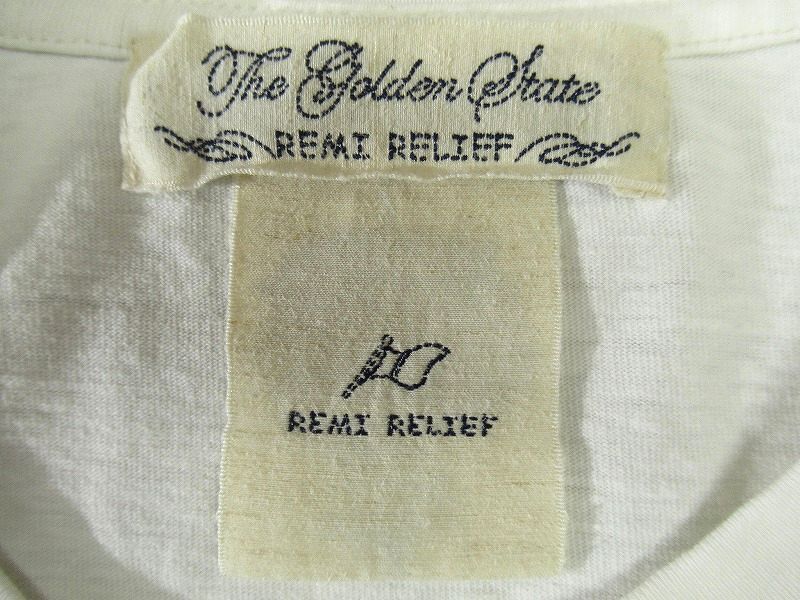 The Golden State
REMI RELIEF
REMI RELIEF